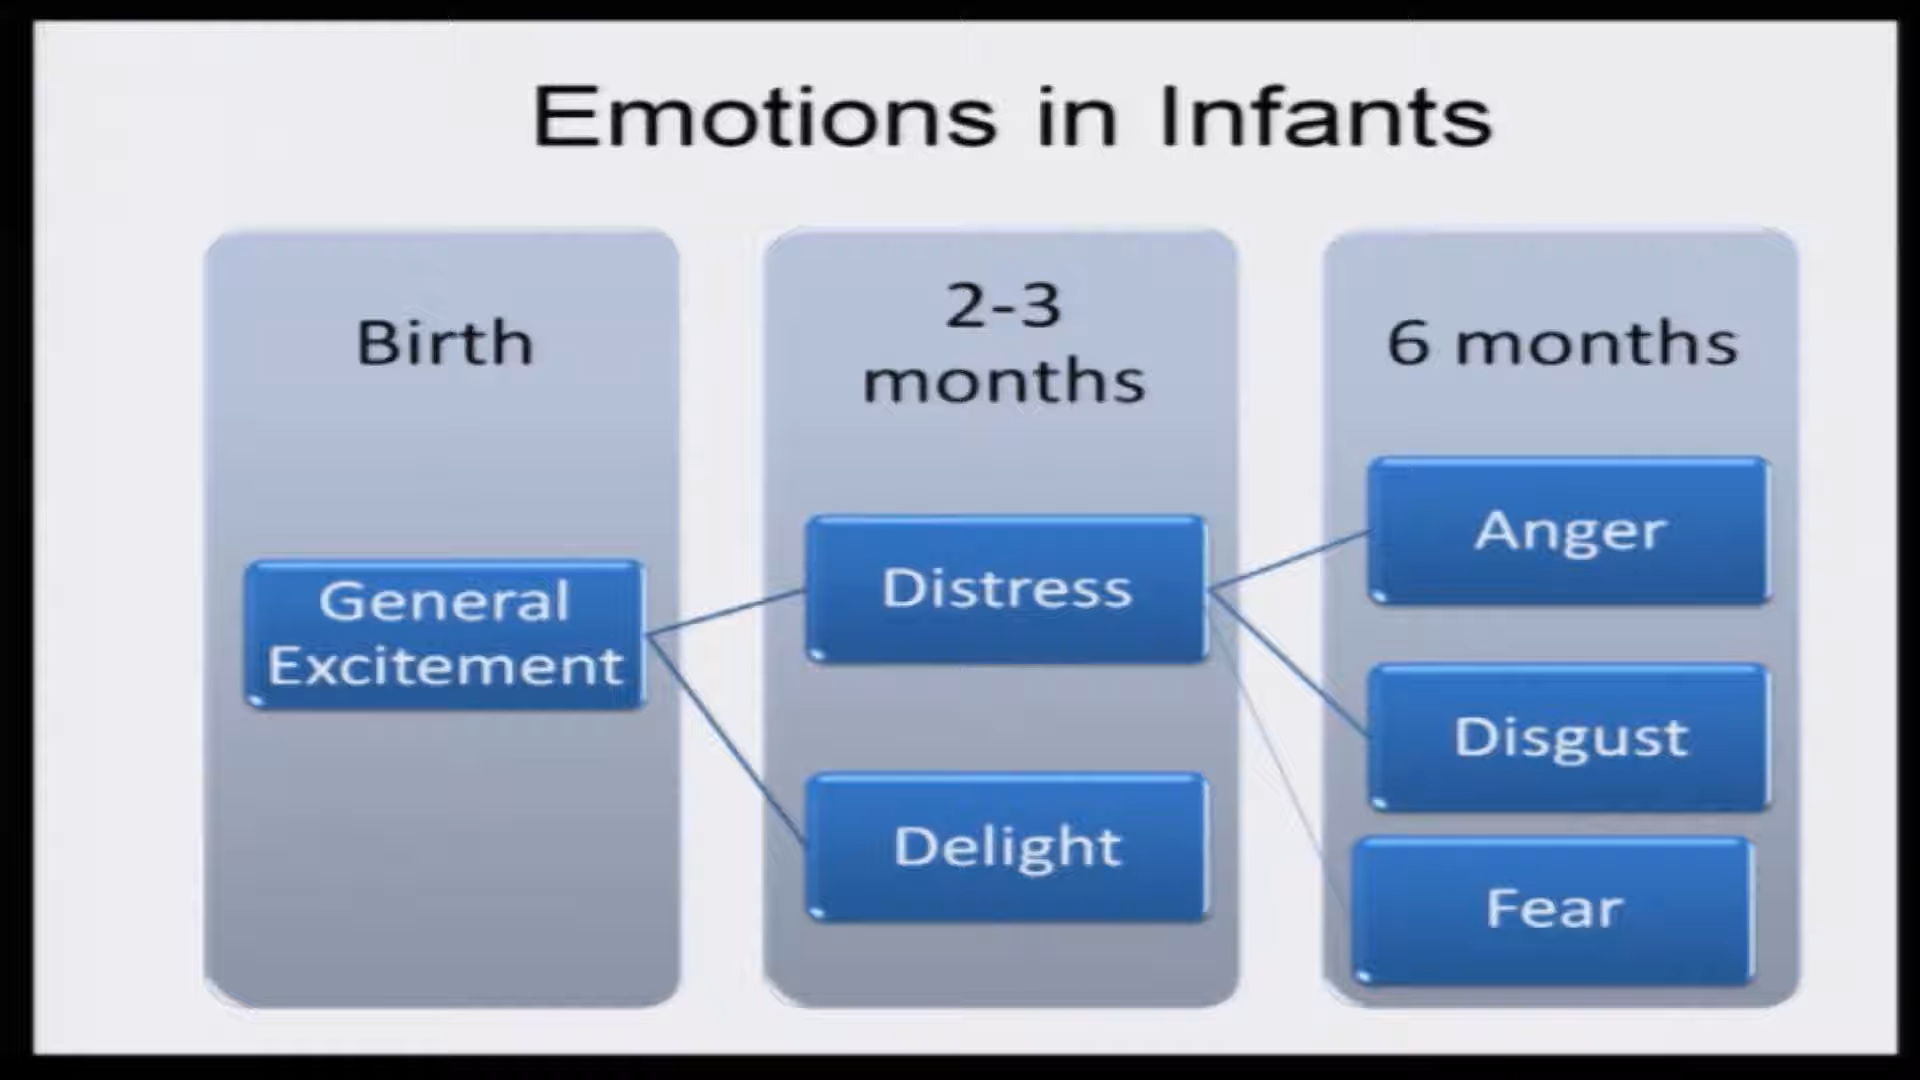 Emotions in Infants
Birth
General
Excitement
2-3
months
Distress
Delight
6 months
Anger
Disgust
Fear